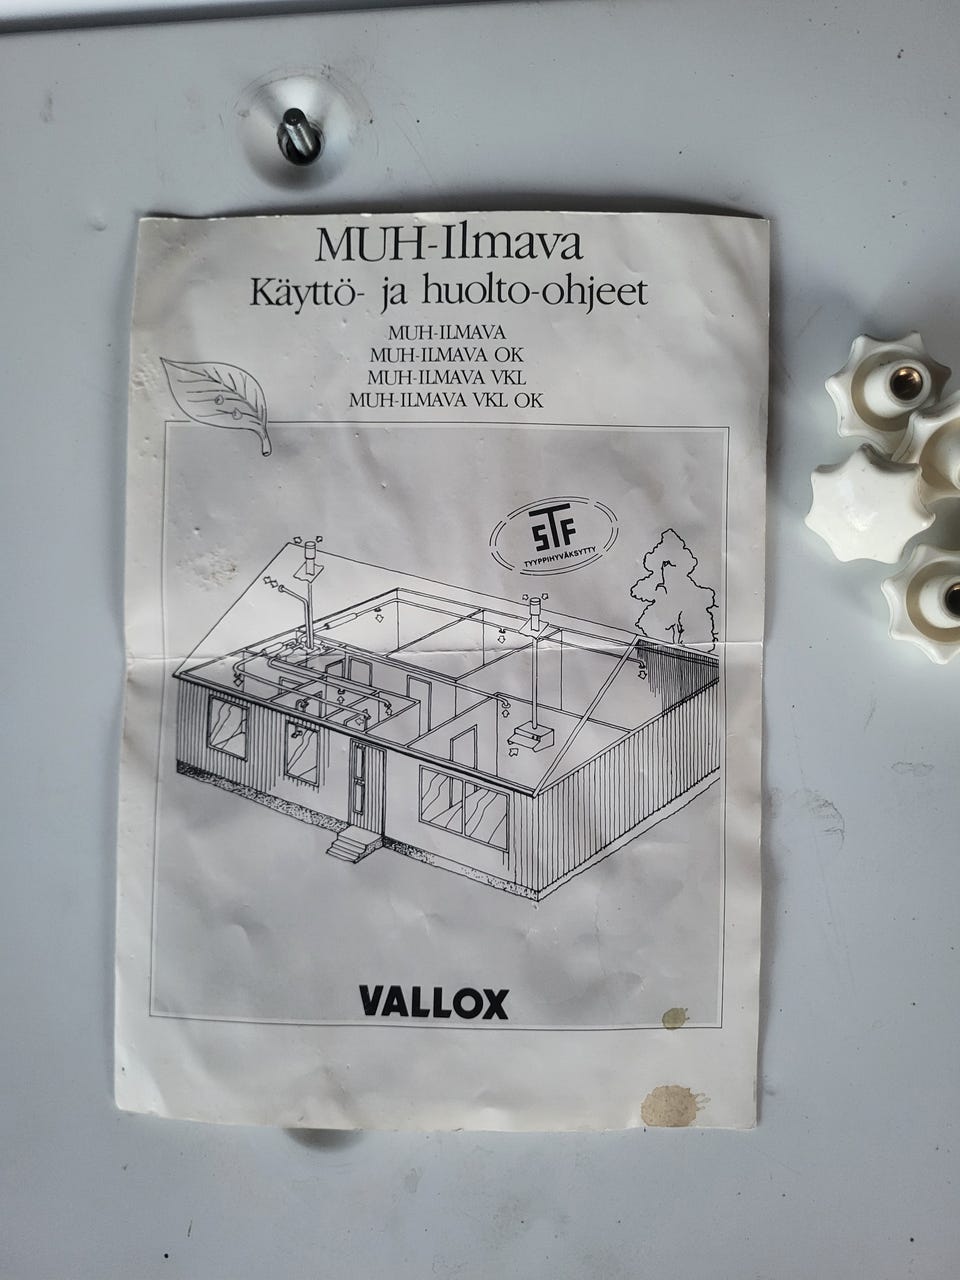 MUH-Ilmava
Käyttö- ja huolto-ohjeet
MUH-ILMAVA
MUH-ILMAVA OK
MUH-ILMAVA VKL
MUH-ILMAVA VKL OK
STF
TYYPPIHYVÄKSYTTY
VALLOX